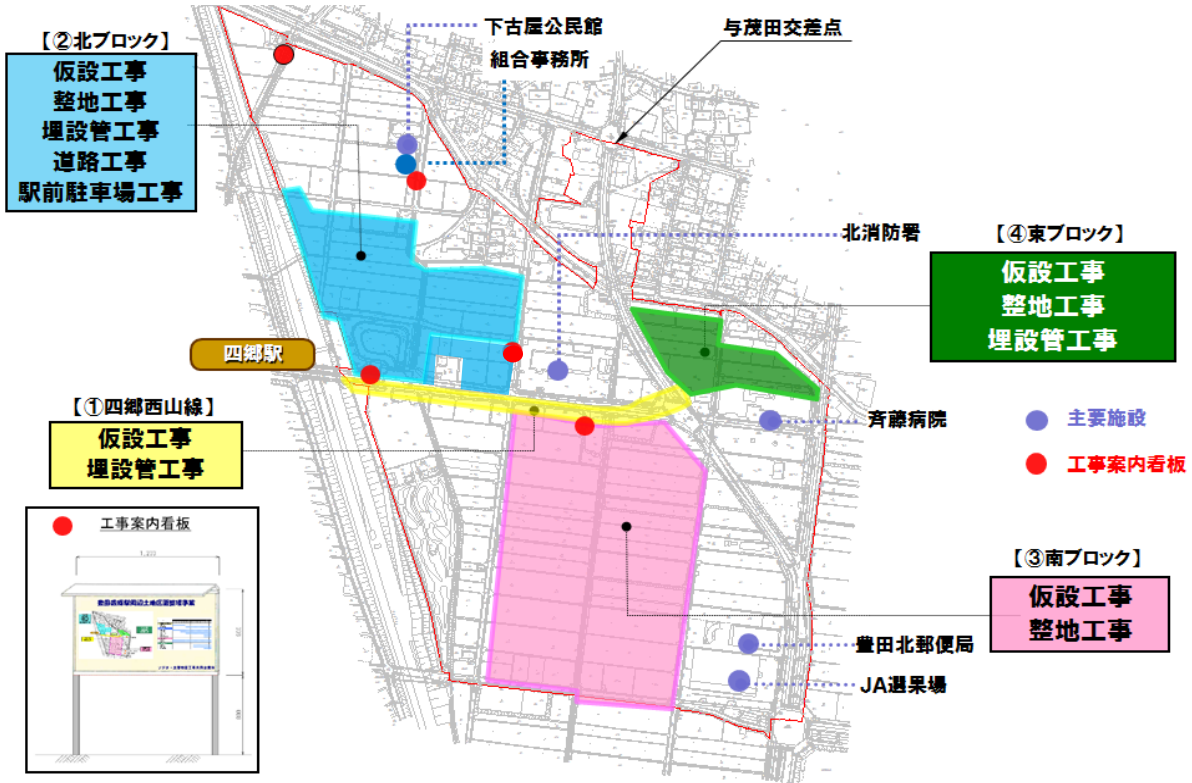 【②北ブロック】
仮設工事
整地工事
埋設管工事
道路工事
駅前駐車場工事
下古屋公民館
組合事務所
与茂田交差点
北消防署
【④東ブロック】
仮設工事
整地工事
埋設管工事
四郷駅
【①四郷西山線】
仮設工事
埋設管工事
斉藤病院
主要施設
工事案内看板
工事案内看板
【③南ブロック】
仮設工事
整地工事
豊田北郵便局
JA選果場